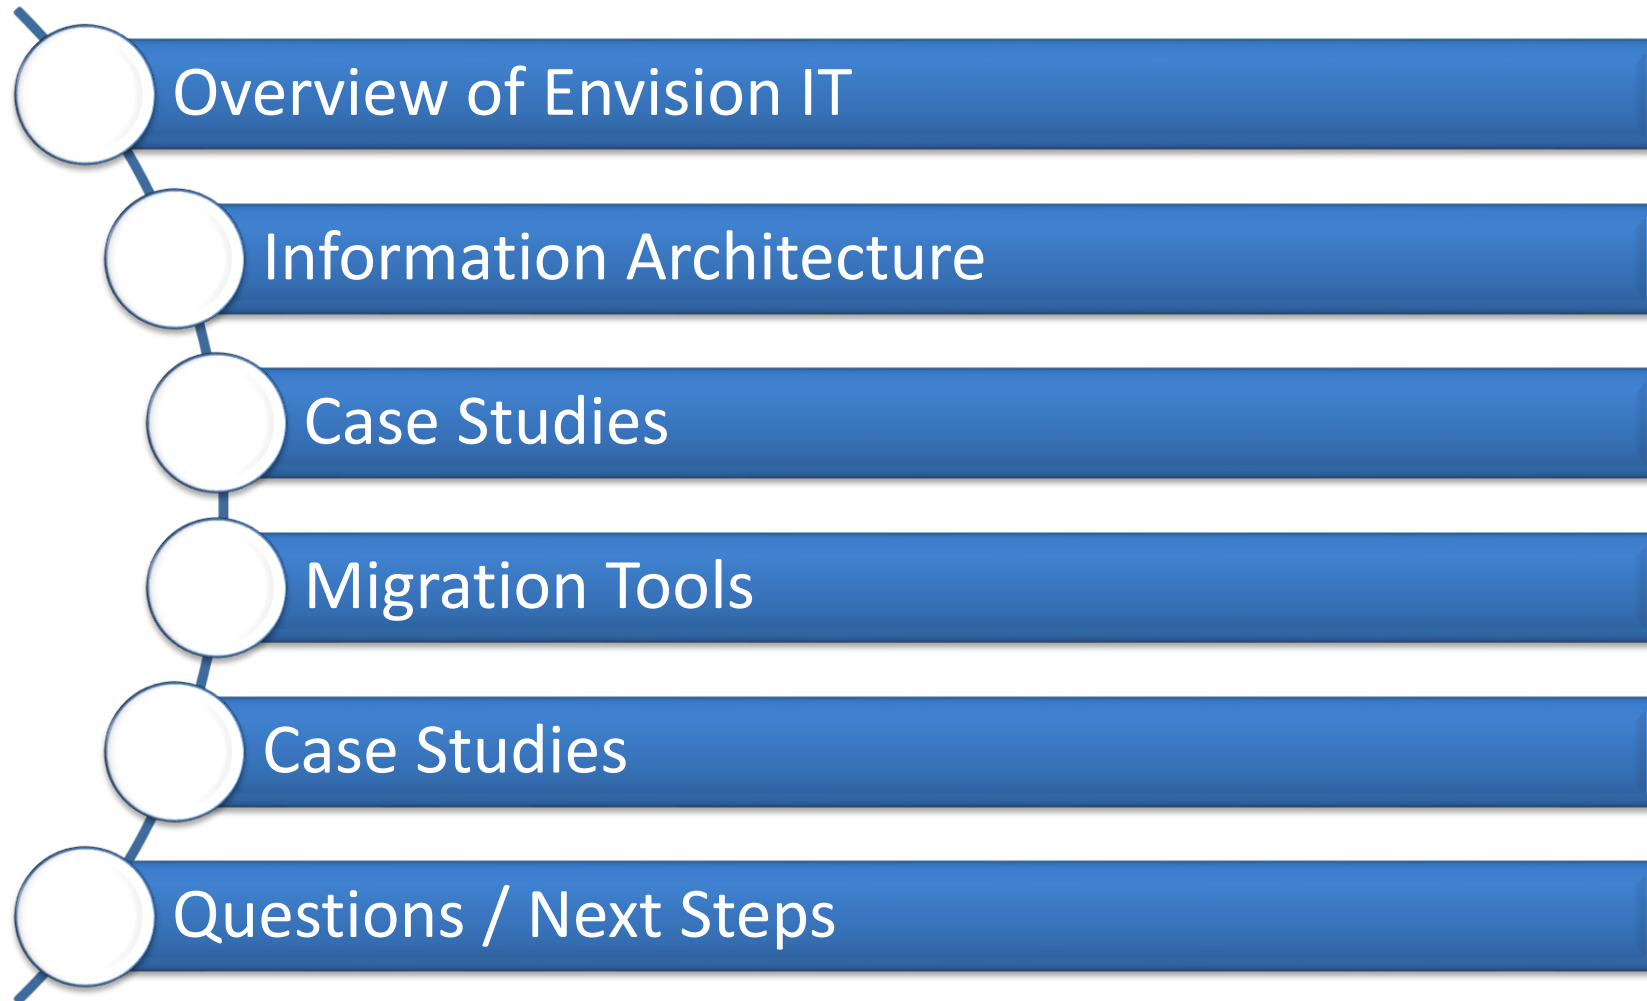 Overview of Envision IT
Information Architecture
Case Studies
Migration Tools
Case Studies
Questions / Next Steps